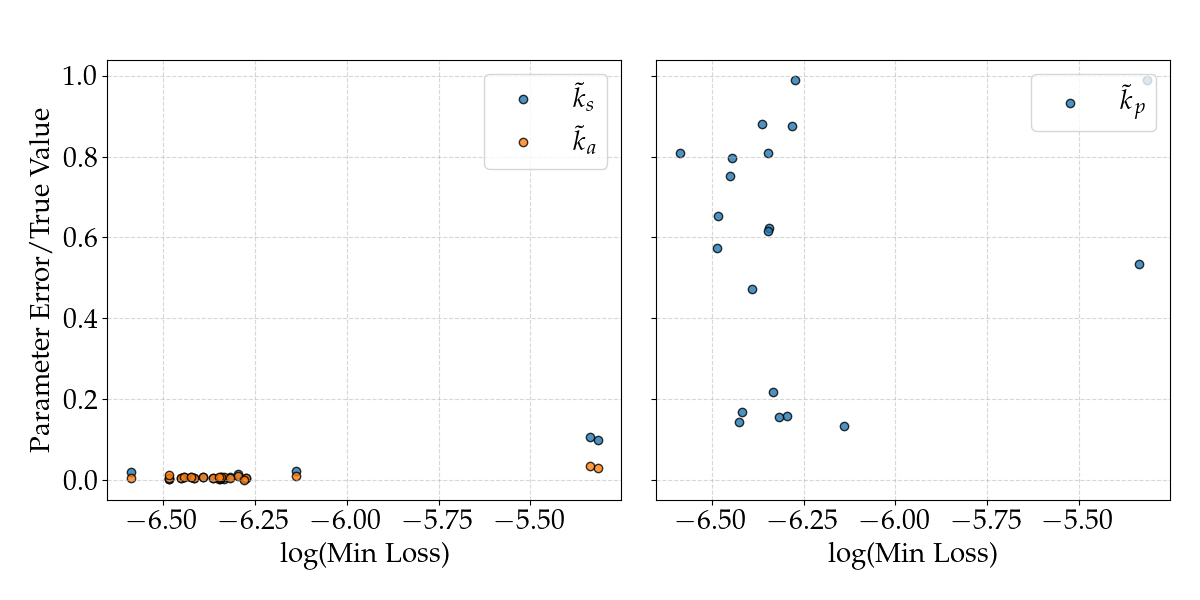 Parameter Error/True Value
1.0
0.8
0.6
0.4
0.2
0.0
k̃ₛ
k̃ₐ
−6.50 −6.25 −6.00 −5.75 −5.50
log(Min Loss)
k̃ₚ
−6.50 −6.25 −6.00 −5.75 −5.50
log(Min Loss)